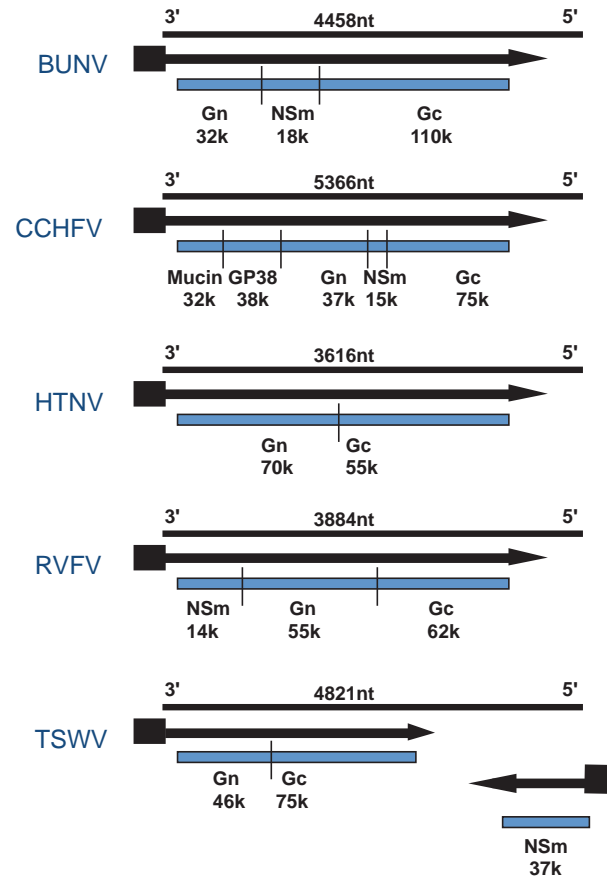 3' 4458nt 5'
BUNV
Gn NSm Gc
32k 18k 110k
3' 5366nt 5'
CCHFV
Mucin GP38 Gn NSm Gc
32k 38k 37k 15k 75k
3' 3616nt 5'
HTNV
Gn Gc
70k 55k
3' 3884nt 5'
RVFV
NSm Gn Gc
14k 55k 62k
3' 4821nt 5'
TSWV
Gn Gc
46k 75k
NSm
37k